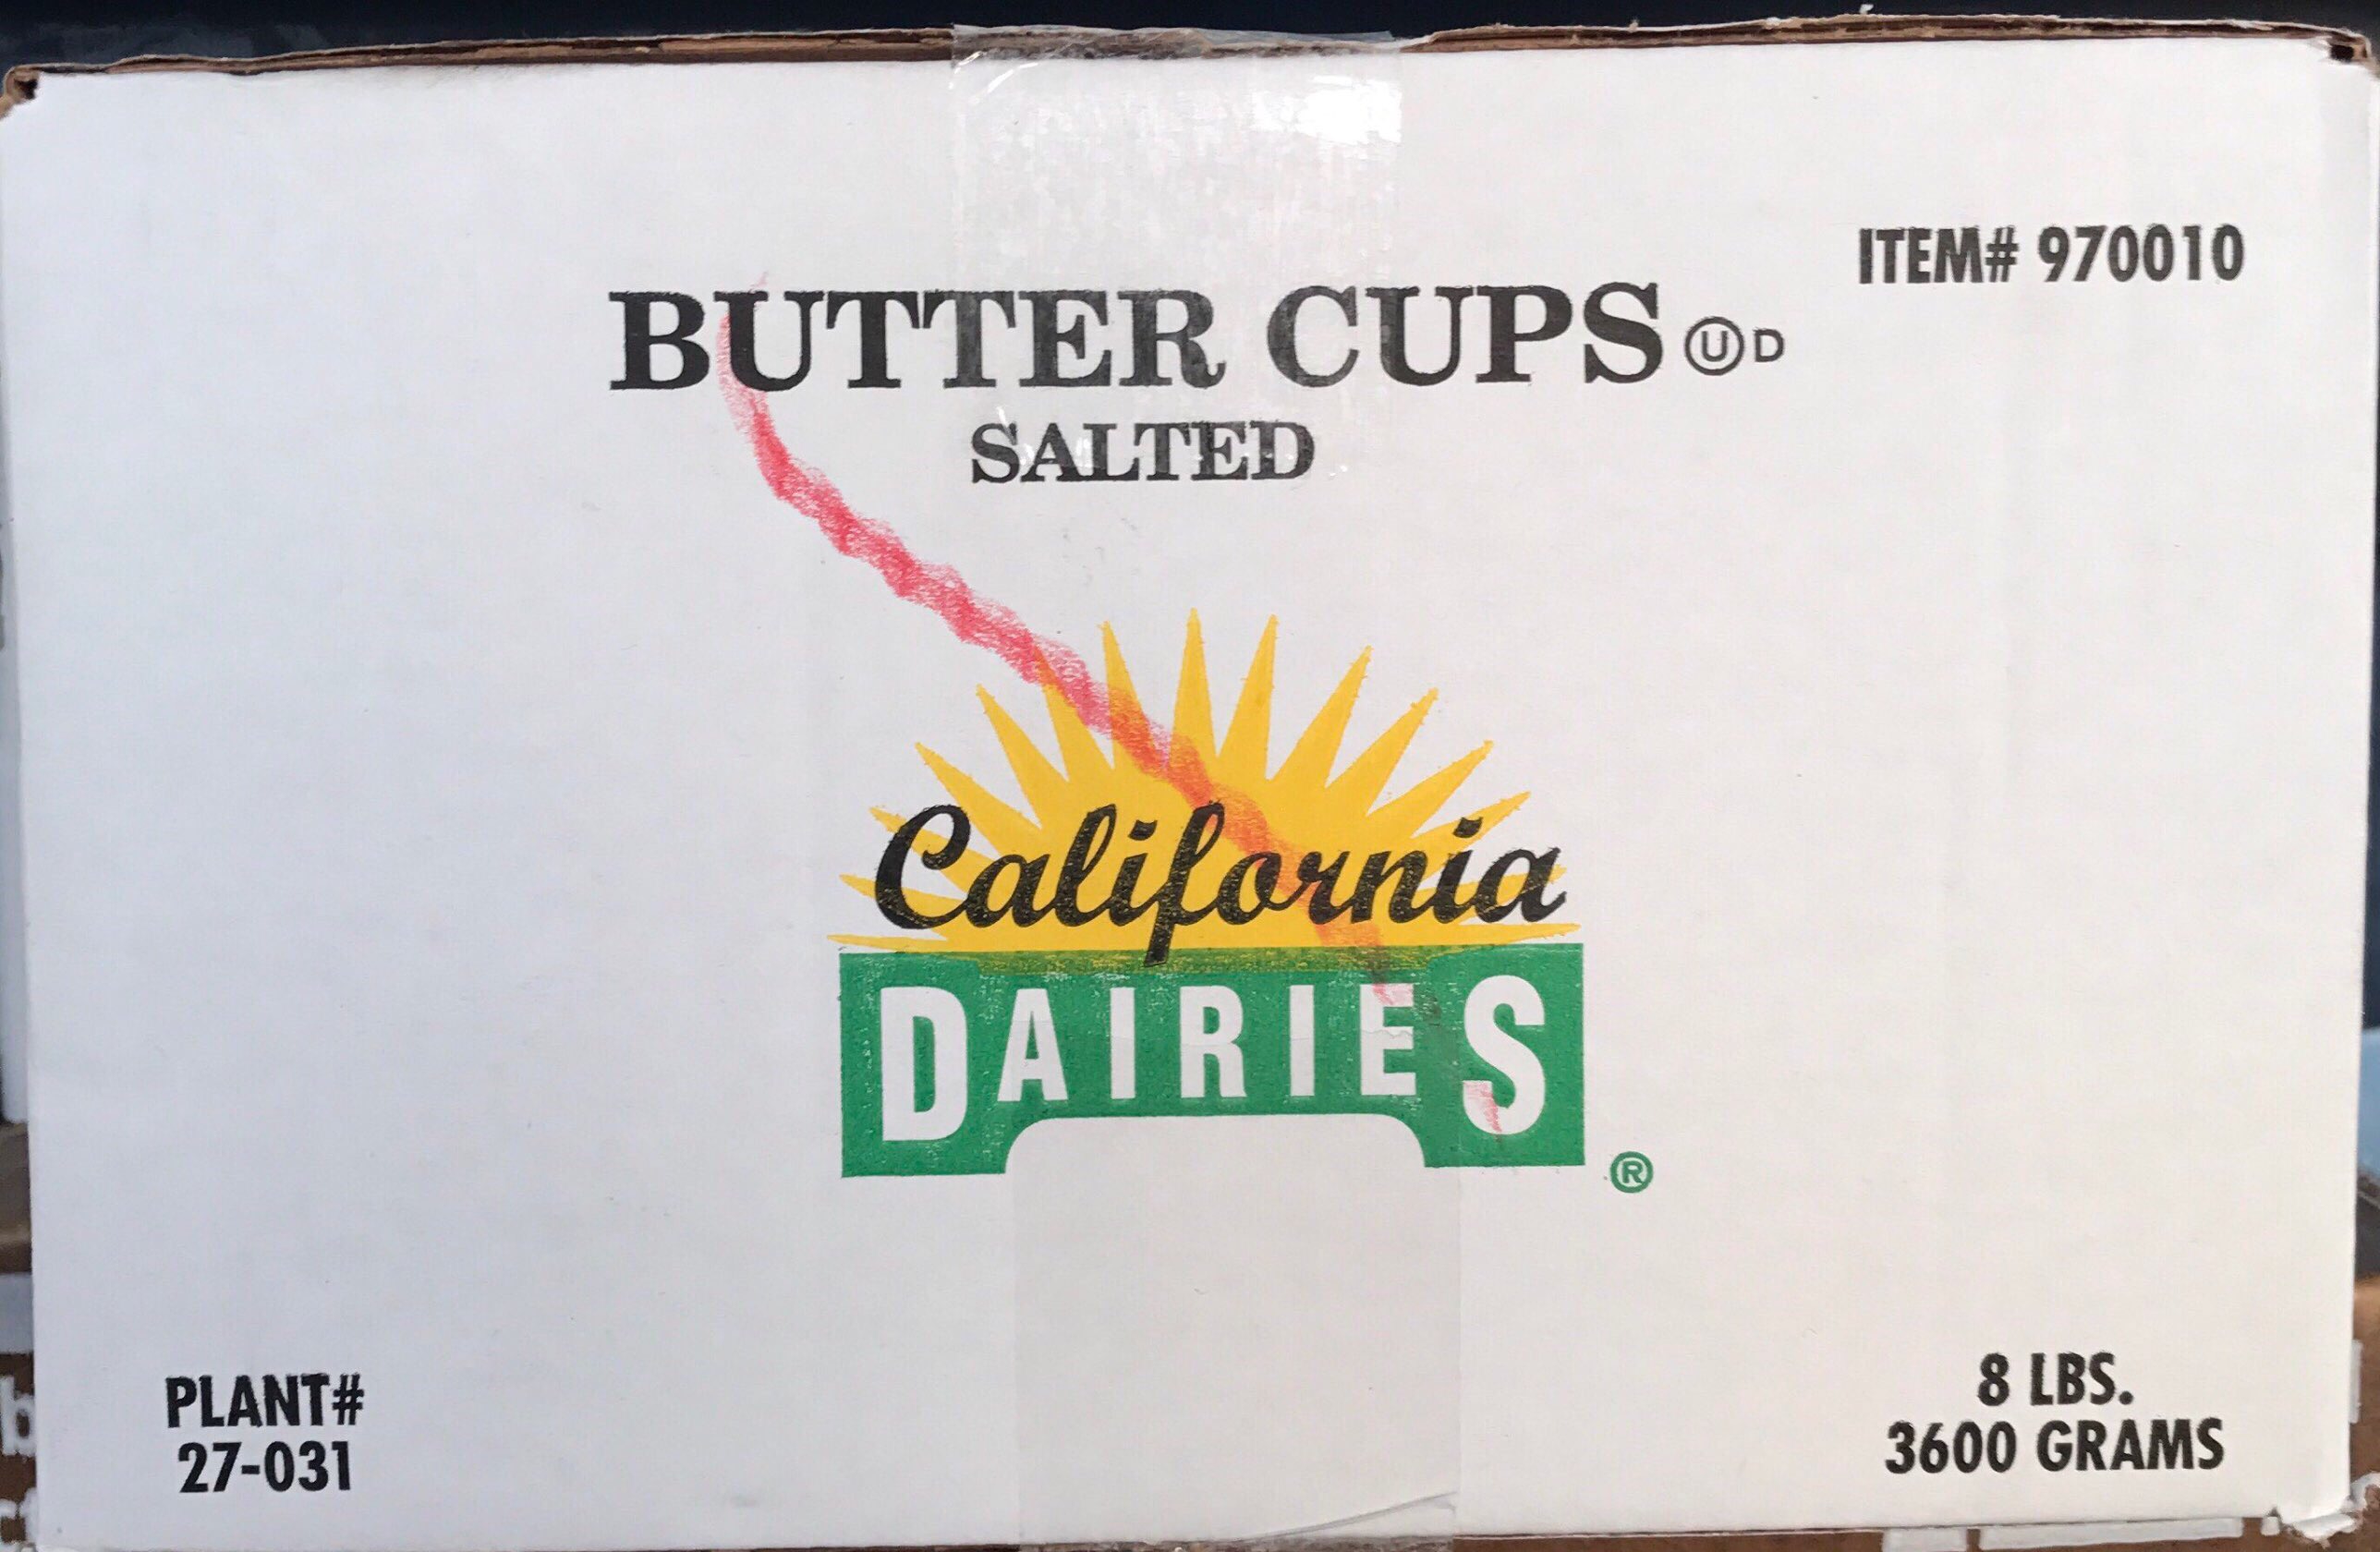 ITEM# 970010
BUTTER CUPS Ⓤ D
SALTED
California
DAIRIES
®
PLANT#
27-031
8 LBS.
3600 GRAMS